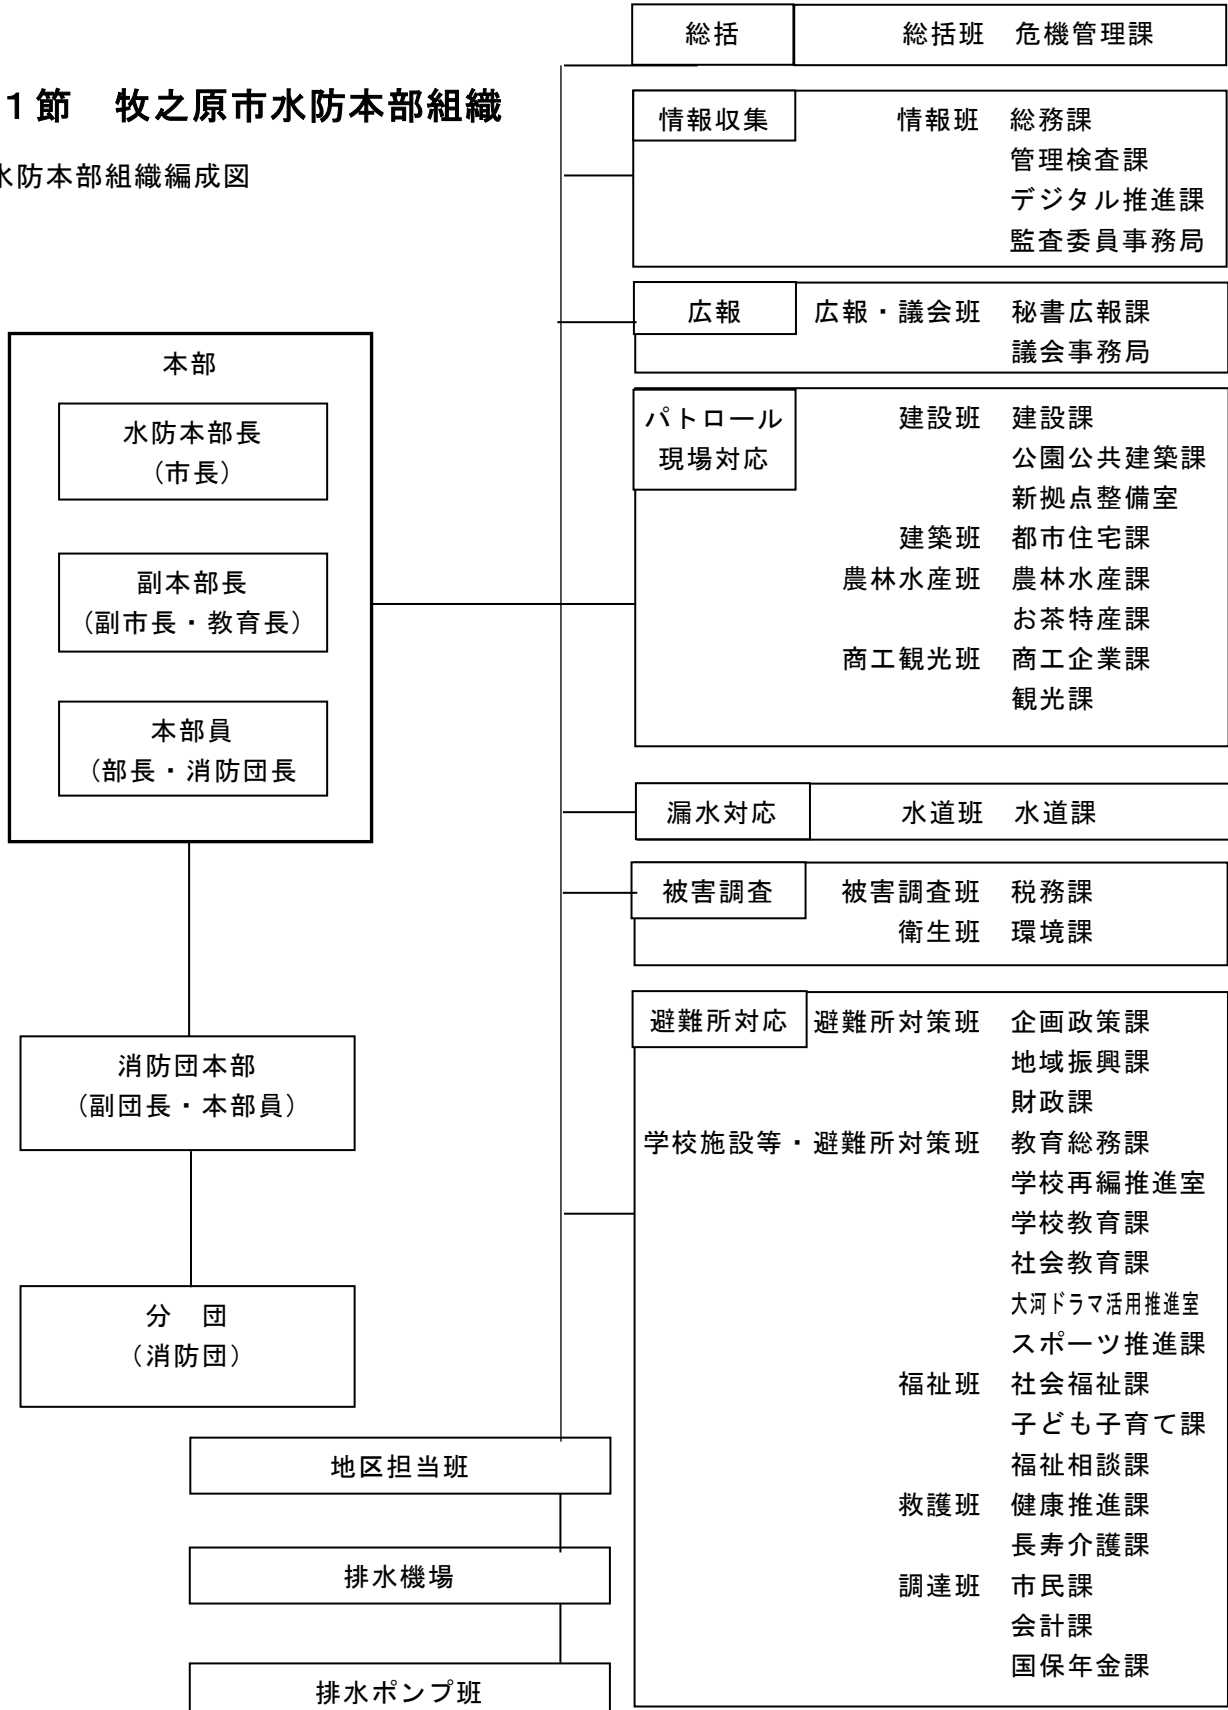 1節　牧之原市水防本部組織
水防本部組織編成図
本部
水防本部長
(市長)
副本部長
(副市長・教育長)
本部員
(部長・消防団長
消防団本部
(副団長・本部員)
分　団
(消防団)
地区担当班
排水機場
排水ポンプ班
総括　総括班　危機管理課
情報収集　情報班　総務課
管理検査課
デジタル推進課
監査委員事務局
広報　広報・議会班　秘書広報課
議会事務局
パトロール　建設班　建設課
現場対応　公園公共建築課
新拠点整備室
建築班　都市住宅課
農林水産班　農林水産課
お茶特産課
商工観光班　商工企業課
観光課
漏水対応　水道班　水道課
被害調査　被害調査班　税務課
衛生班　環境課
避難所対応　避難所対策班　企画政策課
地域振興課
財政課
学校施設等・避難所対策班　教育総務課
学校再編推進室
学校教育課
社会教育課
大河ドラマ活用推進室
スポーツ推進課
福祉班　社会福祉課
子ども子育て課
福祉相談課
救護班　健康推進課
長寿介護課
調達班　市民課
会計課
国保年金課